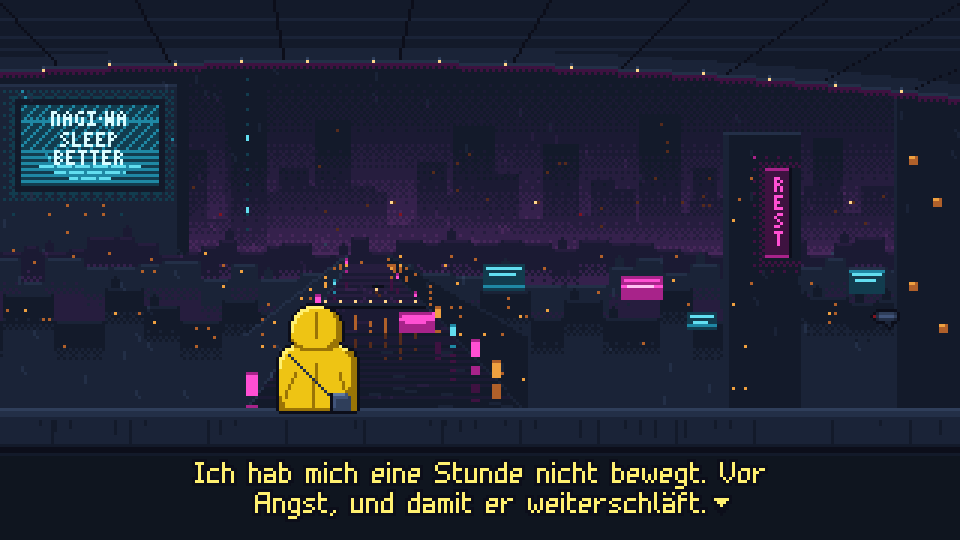 NAGI-WA
SLEEP
BETTER
REST
Ich hab mich eine Stunde nicht bewegt. Vor
Angst, und damit er weiterschläft.